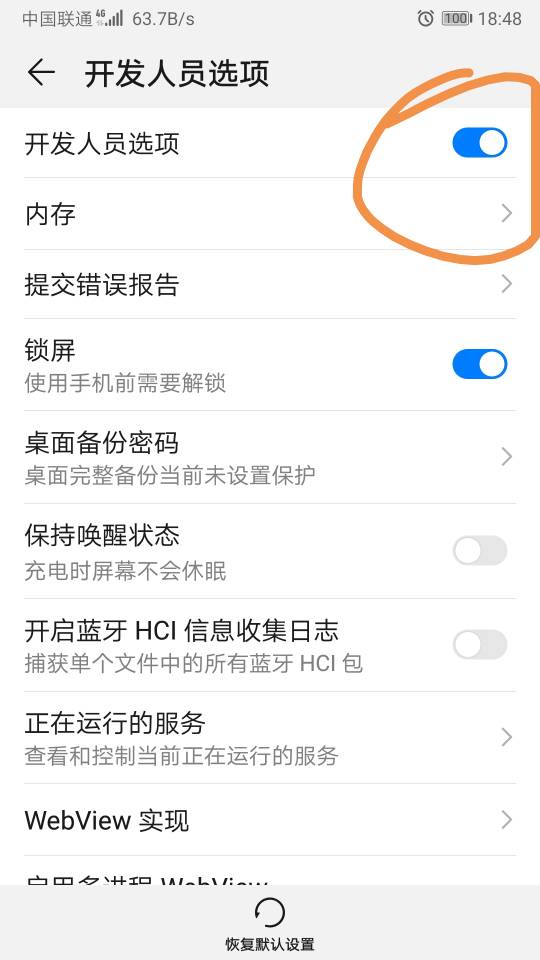 中国联通 4G 63.7B/s 100 18:48
开发人员选项
开发人员选项
内存
提交错误报告
锁屏
使用手机前需要解锁
桌面备份密码
桌面完整备份当前未设置保护
保持唤醒状态
充电时屏幕不会休眠
开启蓝牙 HCI 信息收集日志
捕获单个文件中的所有蓝牙 HCI 包
正在运行的服务
查看和控制当前正在运行的服务
WebView 实现
启用多进程 WebView
恢复默认设置